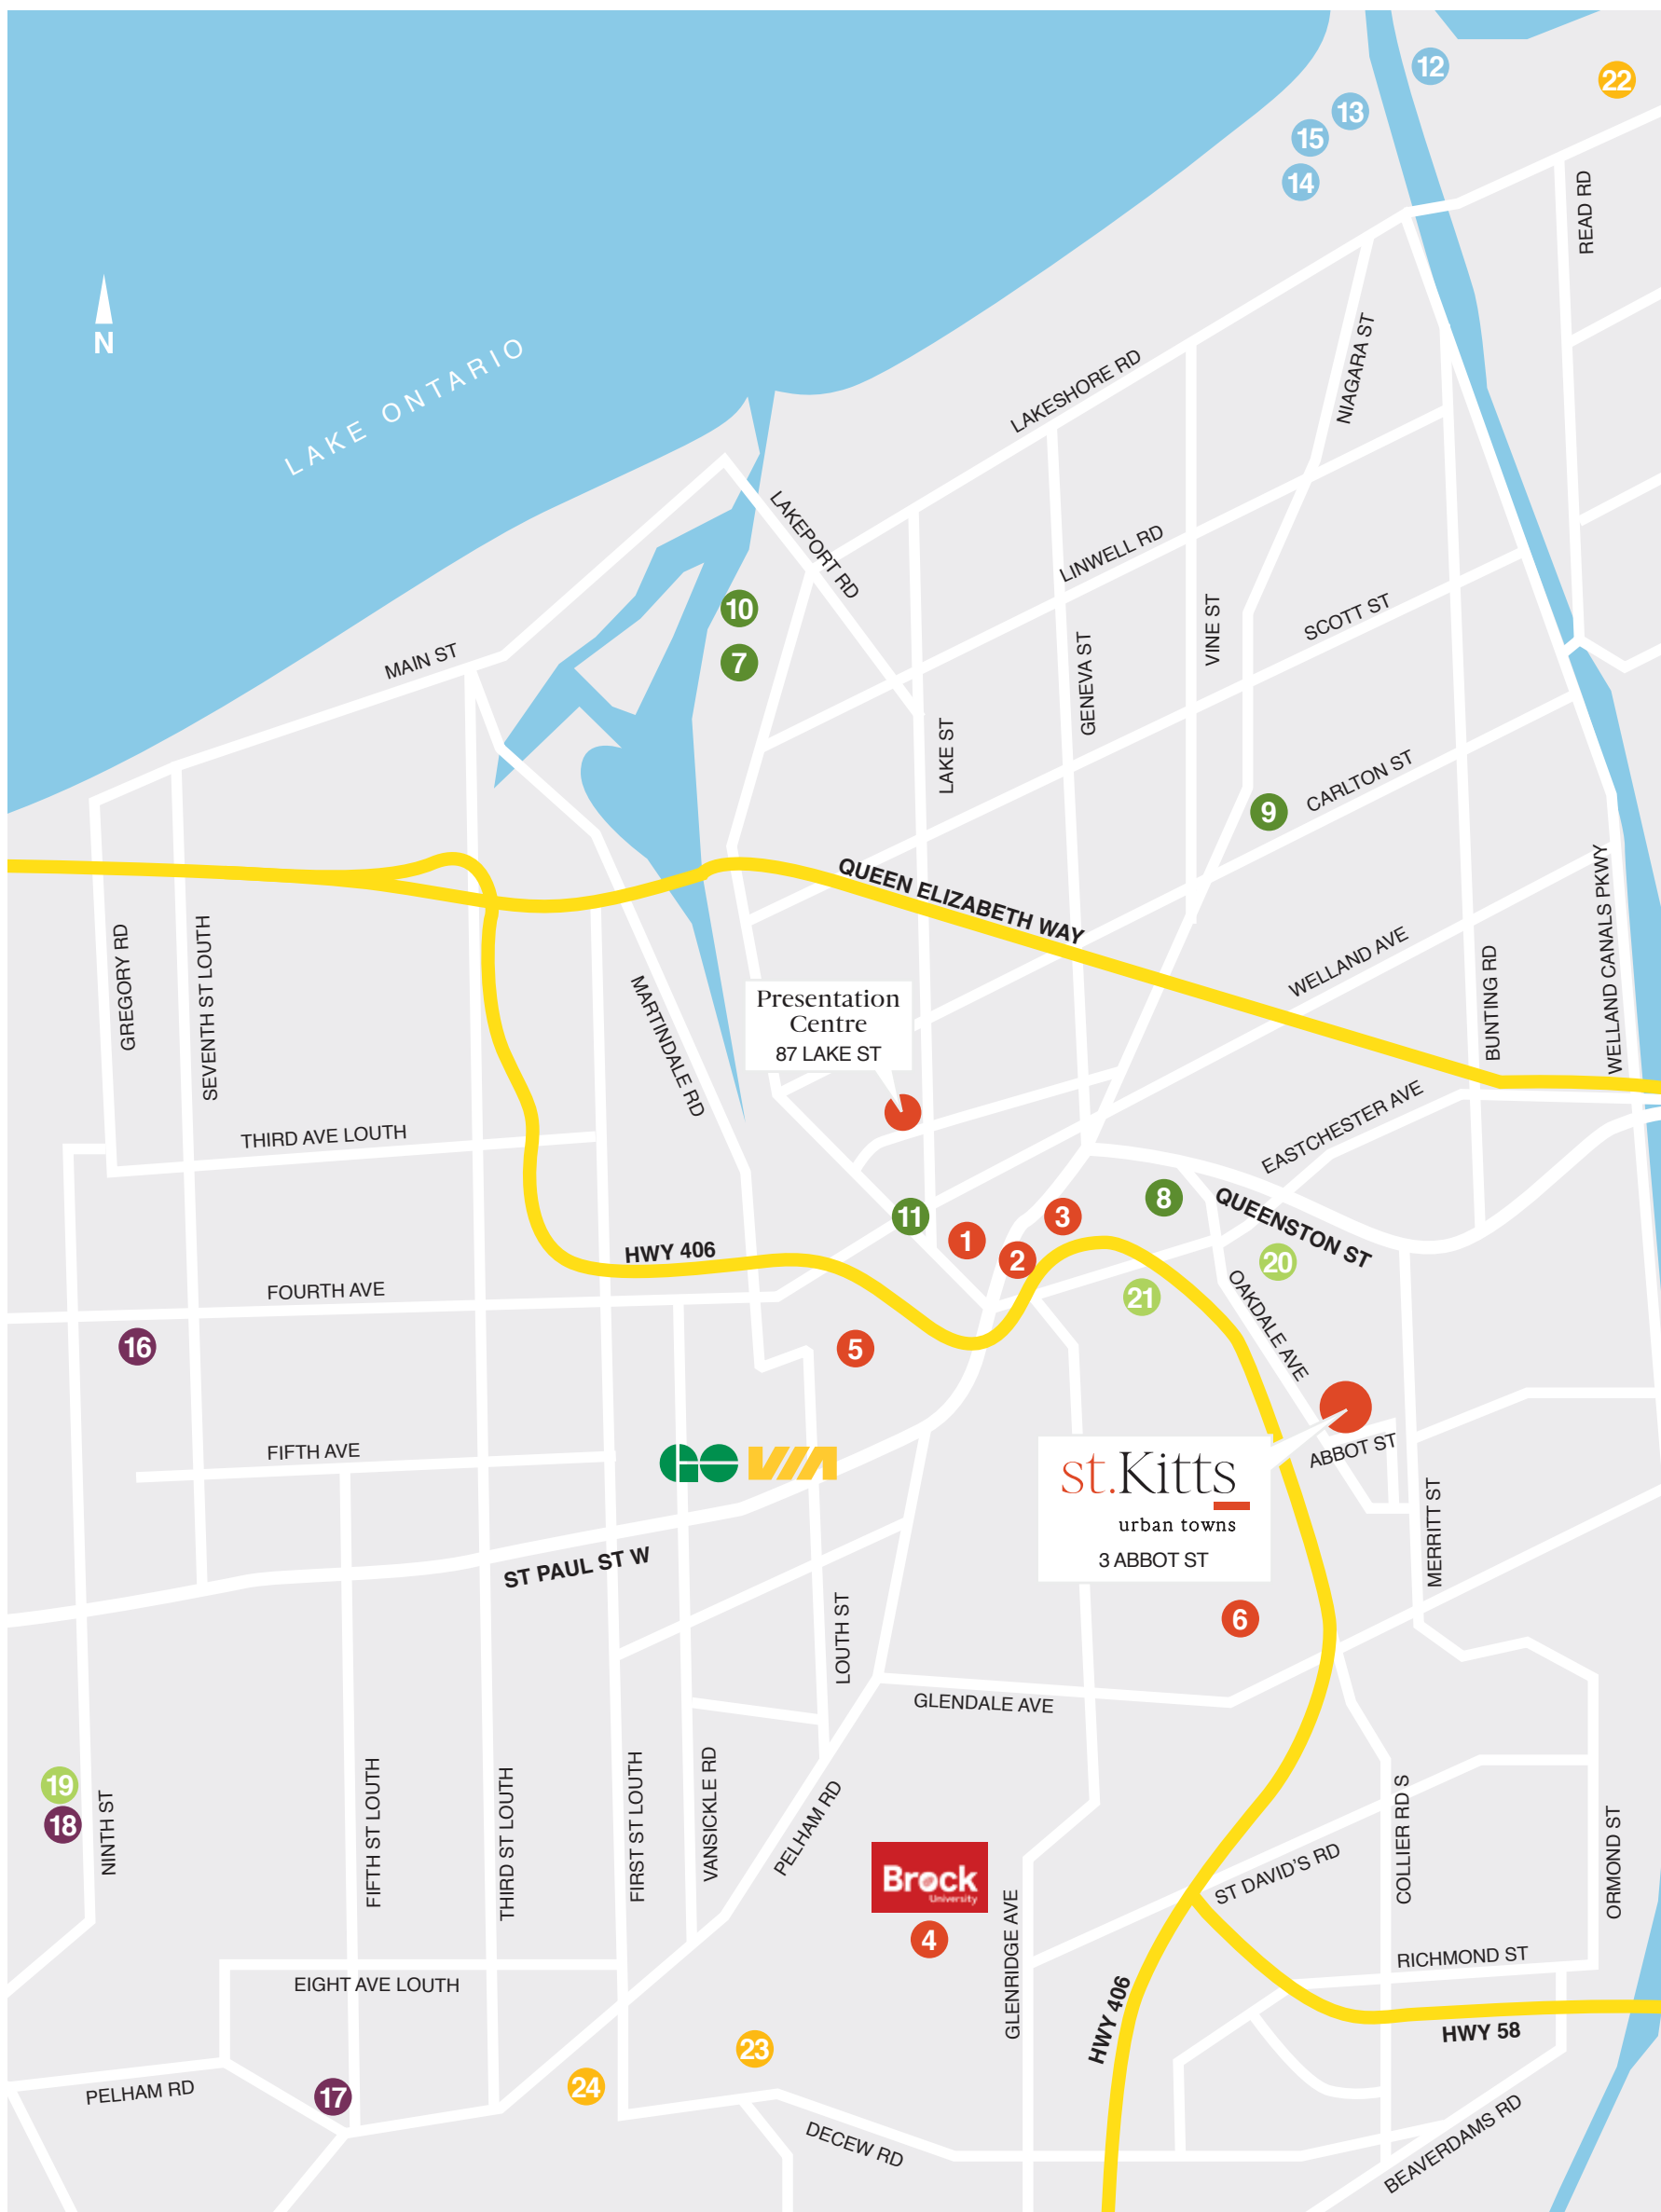 12
22
13
15
14
READ RD
N
NIAGARA ST
LAKE ONTARIO
LAKESHORE RD
LAKEPORT RD
LINWELL RD
10
VINE ST
SCOTT ST
7
MAIN ST
GENEVA ST
LAKE ST
CARLTON ST
9
QUEEN ELIZABETH WAY
WELLAND CANALS PKWY
GREGORY RD
SEVENTH ST LOUTH
MARTINDALE RD
WELLAND AVE
BUNTING RD
Presentation
Centre
87 LAKE ST
THIRD AVE LOUTH
EASTCHESTER AVE
8
QUEENSTON ST
11
3
1
2
HWY 406
20
FOURTH AVE
21
OAKDALE AVE
16
5
ABBOT ST
FIFTH AVE
GO VIA
st.Kitts
urban towns
3 ABBOT ST
MERRITT ST
ST PAUL ST W
6
LOUTH ST
GLENDALE AVE
19
18
NINTH ST
FIFTH ST LOUTH
THIRD ST LOUTH
FIRST ST LOUTH
VANSICKLE RD
PELHAM RD
COLLIER RD S
ORMOND ST
Brock
University
4
GLENRIDGE AVE
ST DAVID'S RD
RICHMOND ST
EIGHT AVE LOUTH
HWY 406
HWY 58
23
24
PELHAM RD
17
DECEW RD
BEAVERDAMS RD